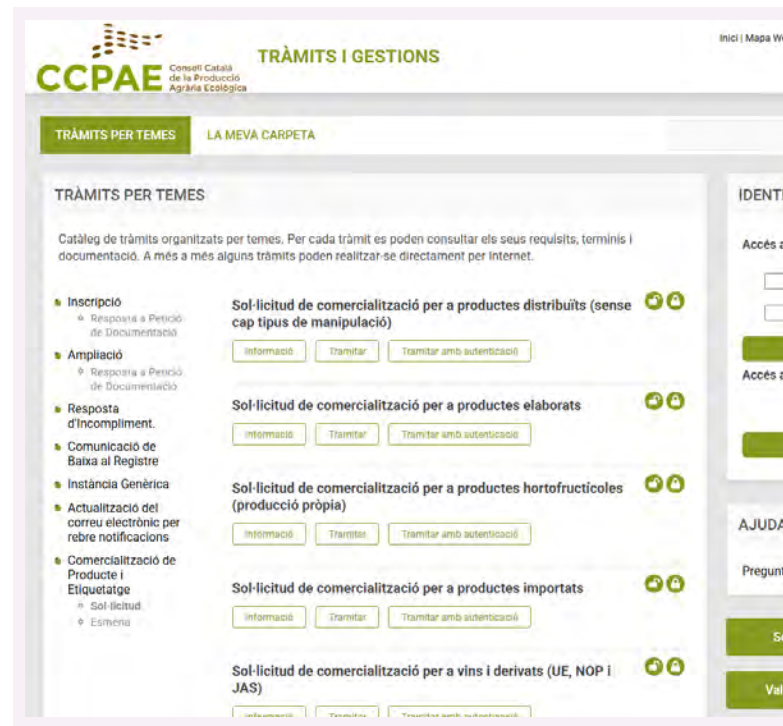 CCPAE
Consell Català
de la Producció
Agrària Ecològica
TRÀMITS I GESTIONS
Inici | Mapa We
TRÀMITS PER TEMES
LA MEVA CARPETA
TRÀMITS PER TEMES
Catàleg de tràmits organitzats per temes. Per cada tràmit es poden consultar els seus requisits, terminis i
documentació. A més a més alguns tràmits poden realitzar-se directament per Internet.
Inscripció
Resposta a Petició
de Documentació
Ampliació
Resposta a Petició
de Documentació
Resposta
d'Incompliment.
Comunicació de
Baixa al Registre
Instància Genèrica
Actualització del
correu electrònic per
rebre notificacions
Comercialització de
Producte i
Etiquetatge
Sol·licitud
Esmena
Sol·licitud de comercialització per a productes distribuïts (sense
cap tipus de manipulació)
Informació Tramitar Tramitar amb autenticació
Sol·licitud de comercialització per a productes elaborats
Informació Tramitar Tramitar amb autenticació
Sol·licitud de comercialització per a productes hortofructícoles
(producció pròpia)
Informació Tramitar Tramitar amb autenticació
Sol·licitud de comercialització per a productes importats
Informació Tramitar Tramitar amb autenticació
Sol·licitud de comercialització per a vins i derivats (UE, NOP i
JAS)
Informació Tramitar Tramitar amb autenticació
IDENTI
Accés a
Accés a
AJUDA
Pregunt
Se
Val